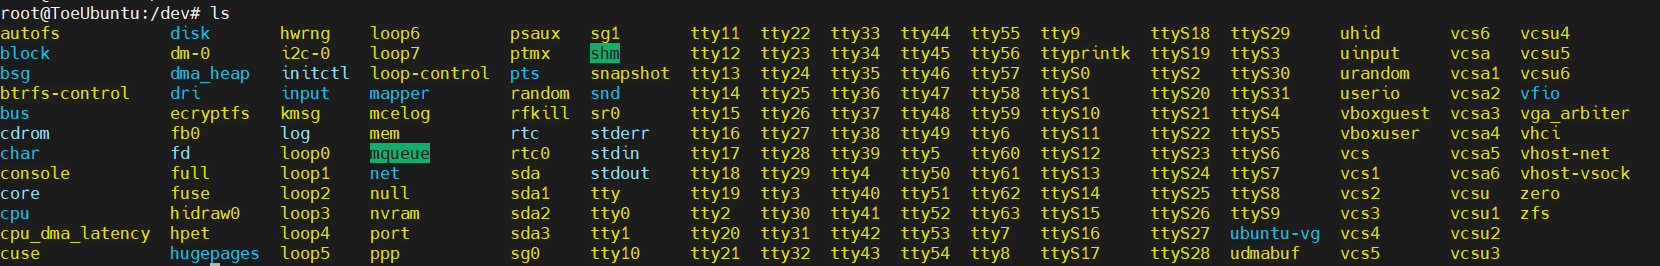 root@ToeUbuntu:/dev# ls
autofs disk hwrng loop6 psaux sg1 tty11 tty22 tty33 tty44 tty55 tty9 ttyS18 ttyS29 uhid vcs6 vcsu4
block dm-0 i2c-0 loop7 ptmx shm tty12 tty23 tty34 tty45 tty56 ttyprintk ttyS19 ttyS3 uinput vcsa vcsu5
bsg dma_heap initctl loop-control pts snapshot tty13 tty24 tty35 tty46 tty57 ttyS0 ttyS2 ttyS30 urandom vcsa1 vcsu6
btrfs-control dri input mapper random snd tty14 tty25 tty36 tty47 tty58 ttyS1 ttyS20 ttyS31 userio vcsa2 vfio
bus ecryptfs kmsg mcelog rfkill sr0 tty15 tty26 tty37 tty48 tty59 ttyS10 ttyS21 ttyS4 vboxguest vcsa3 vga_arbiter
cdrom fb0 log mem rtc stderr tty16 tty27 tty38 tty49 tty6 ttyS11 ttyS22 ttyS5 vboxuser vcsa4 vhci
char fd loop0 mqueue rtc0 stdin tty17 tty28 tty39 tty5 tty60 ttyS12 ttyS23 ttyS6 vcs vcsa5 vhost-net
console full loop1 net sda stdout tty18 tty29 tty4 tty50 tty61 ttyS13 ttyS24 ttyS7 vcs1 vcsa6 vhost-vsock
core fuse loop2 null sda1 tty tty19 tty3 tty40 tty51 tty62 ttyS14 ttyS25 ttyS8 vcs2 vcsu zero
cpu hidraw0 loop3 nvram sda2 tty0 tty2 tty30 tty41 tty52 tty63 ttyS15 ttyS26 ttyS9 vcs3 vcsu1 zfs
cpu_dma_latency hpet loop4 port sda3 tty1 tty20 tty31 tty42 tty53 tty7 ttyS16 ttyS27 ubuntu-vg vcs4 vcsu2
cuse hugepages loop5 ppp sg0 tty10 tty21 tty32 tty43 tty54 tty8 ttyS17 ttyS28 udmabuf vcs5 vcsu3